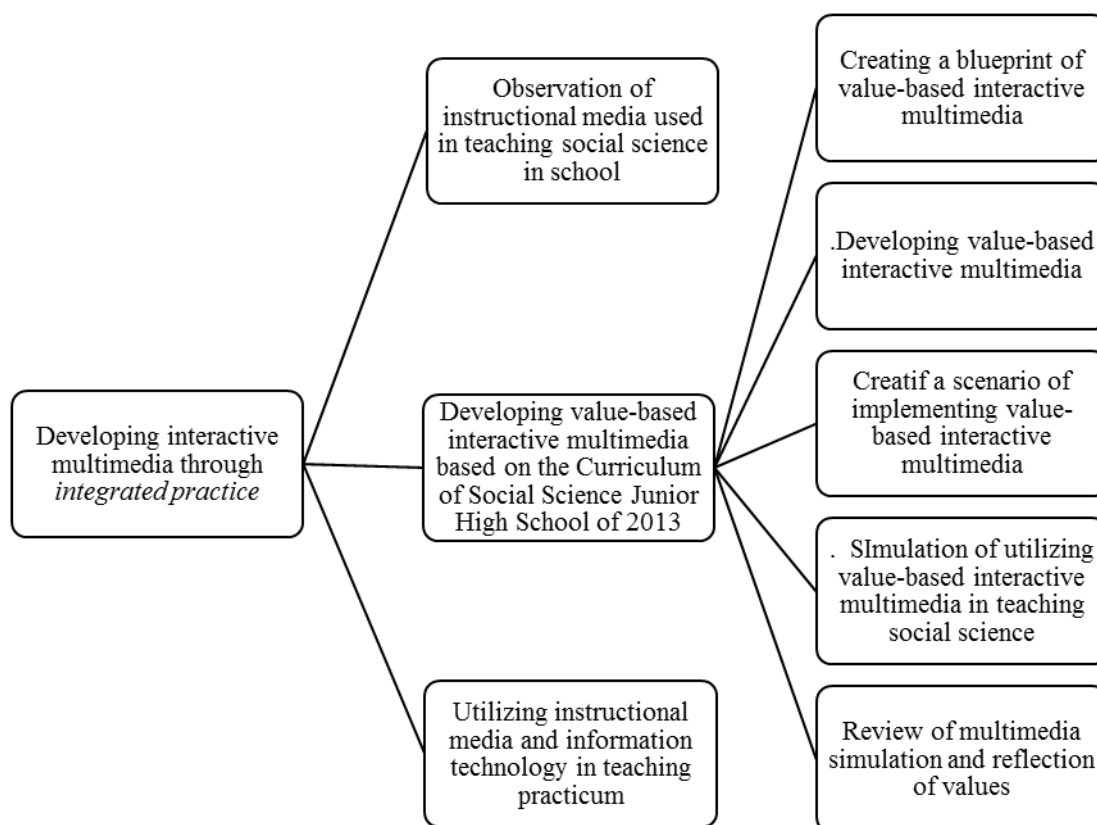 Developing interactive
multimedia through
integrated practice
Observation of
instructional media used
in teaching social science
in school
Developing value-based
interactive multimedia
based on the Curriculum
of Social Science Junior
High School of 2013
Utilizing instructional
media and information
technology in teaching
practicum
Creating a blueprint of
value-based interactive
multimedia
.Developing value-based
interactive multimedia
Creatif a scenario of
implementing value-
based interactive
multimedia
. SImulation of utilizing
value-based interactive
multimedia in teaching
social science
Review of multimedia
simulation and reflection
of values